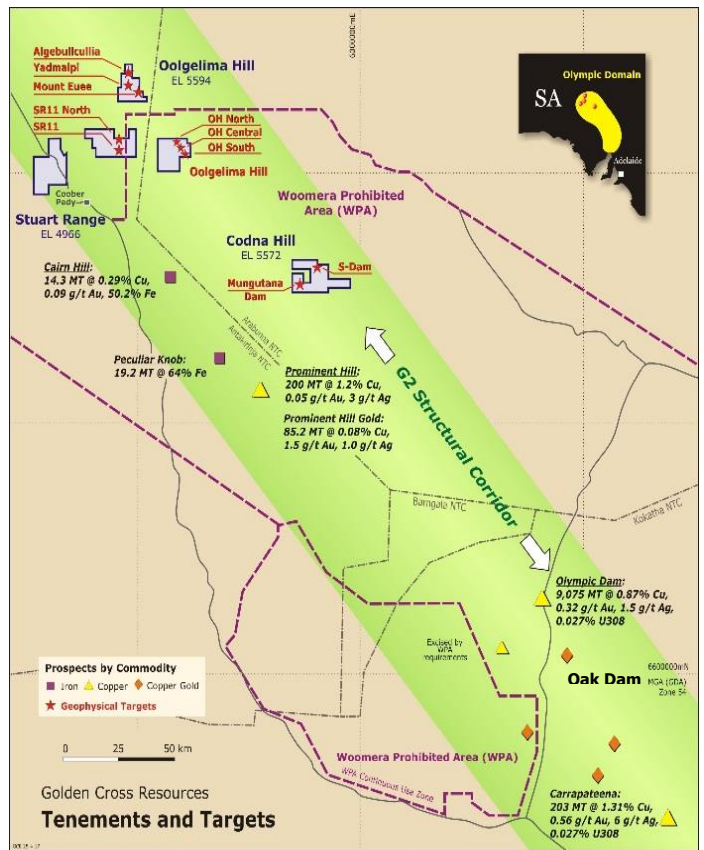 6800000mE
Algebullcullia
Yadmalpi
Mount Euee
Oolgelima Hill
EL 5594
SR11 North
SR11
OH North
OH Central
OH South
Oolgelima Hill
Olympic Domain
SA
Adelaide
Coober
Pedy
Stuart Range
EL 4966
Woomera Prohibited
Area (WPA)
Codna Hill
EL 5572
S-Dam
Mungutana
Dam
Cairn Hill:
14.3 MT @ 0.29% Cu,
0.09 g/t Au, 50.2% Fe
Arabunna NTC
Antakirinja NTC
Peculiar Knob:
19.2 MT @ 64% Fe
Prominent Hill:
200 MT @ 1.2% Cu,
0.05 g/t Au, 3 g/t Ag
Prominent Hill Gold:
85.2 MT @ 0.08% Cu,
1.5 g/t Au, 1.0 g/t Ag
G2 Structural Corridor
Barngala NTC
Kokatha NTC
Olympic Dam:
9,075 MT @ 0.87% Cu,
0.32 g/t Au, 1.5 g/t Ag,
0.027% U308
Excised by
WPA
requirements
Oak Dam
6600000mN
MGA (GDA)
Zone 54
Prospects by Commodity
Iron Copper Copper Gold
Geophysical Targets
0 25 50 km
Woomera Prohibited Area (WPA)
WPA Continuous Use Zone
Carrapateena:
203 MT @ 1.31% Cu,
0.56 g/t Au, 6 g/t Ag,
0.027% U308
Golden Cross Resources
Tenements and Targets